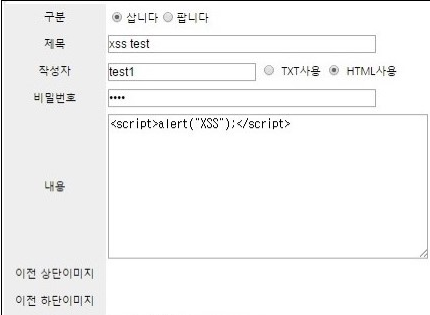 구분 삽니다 팝니다
제목 xss test
작성자 test1 TXT사용 HTML사용
비밀번호 ••••
<script>alert("XSS");</script>
내용
이전 상단이미지
이전 하단이미지